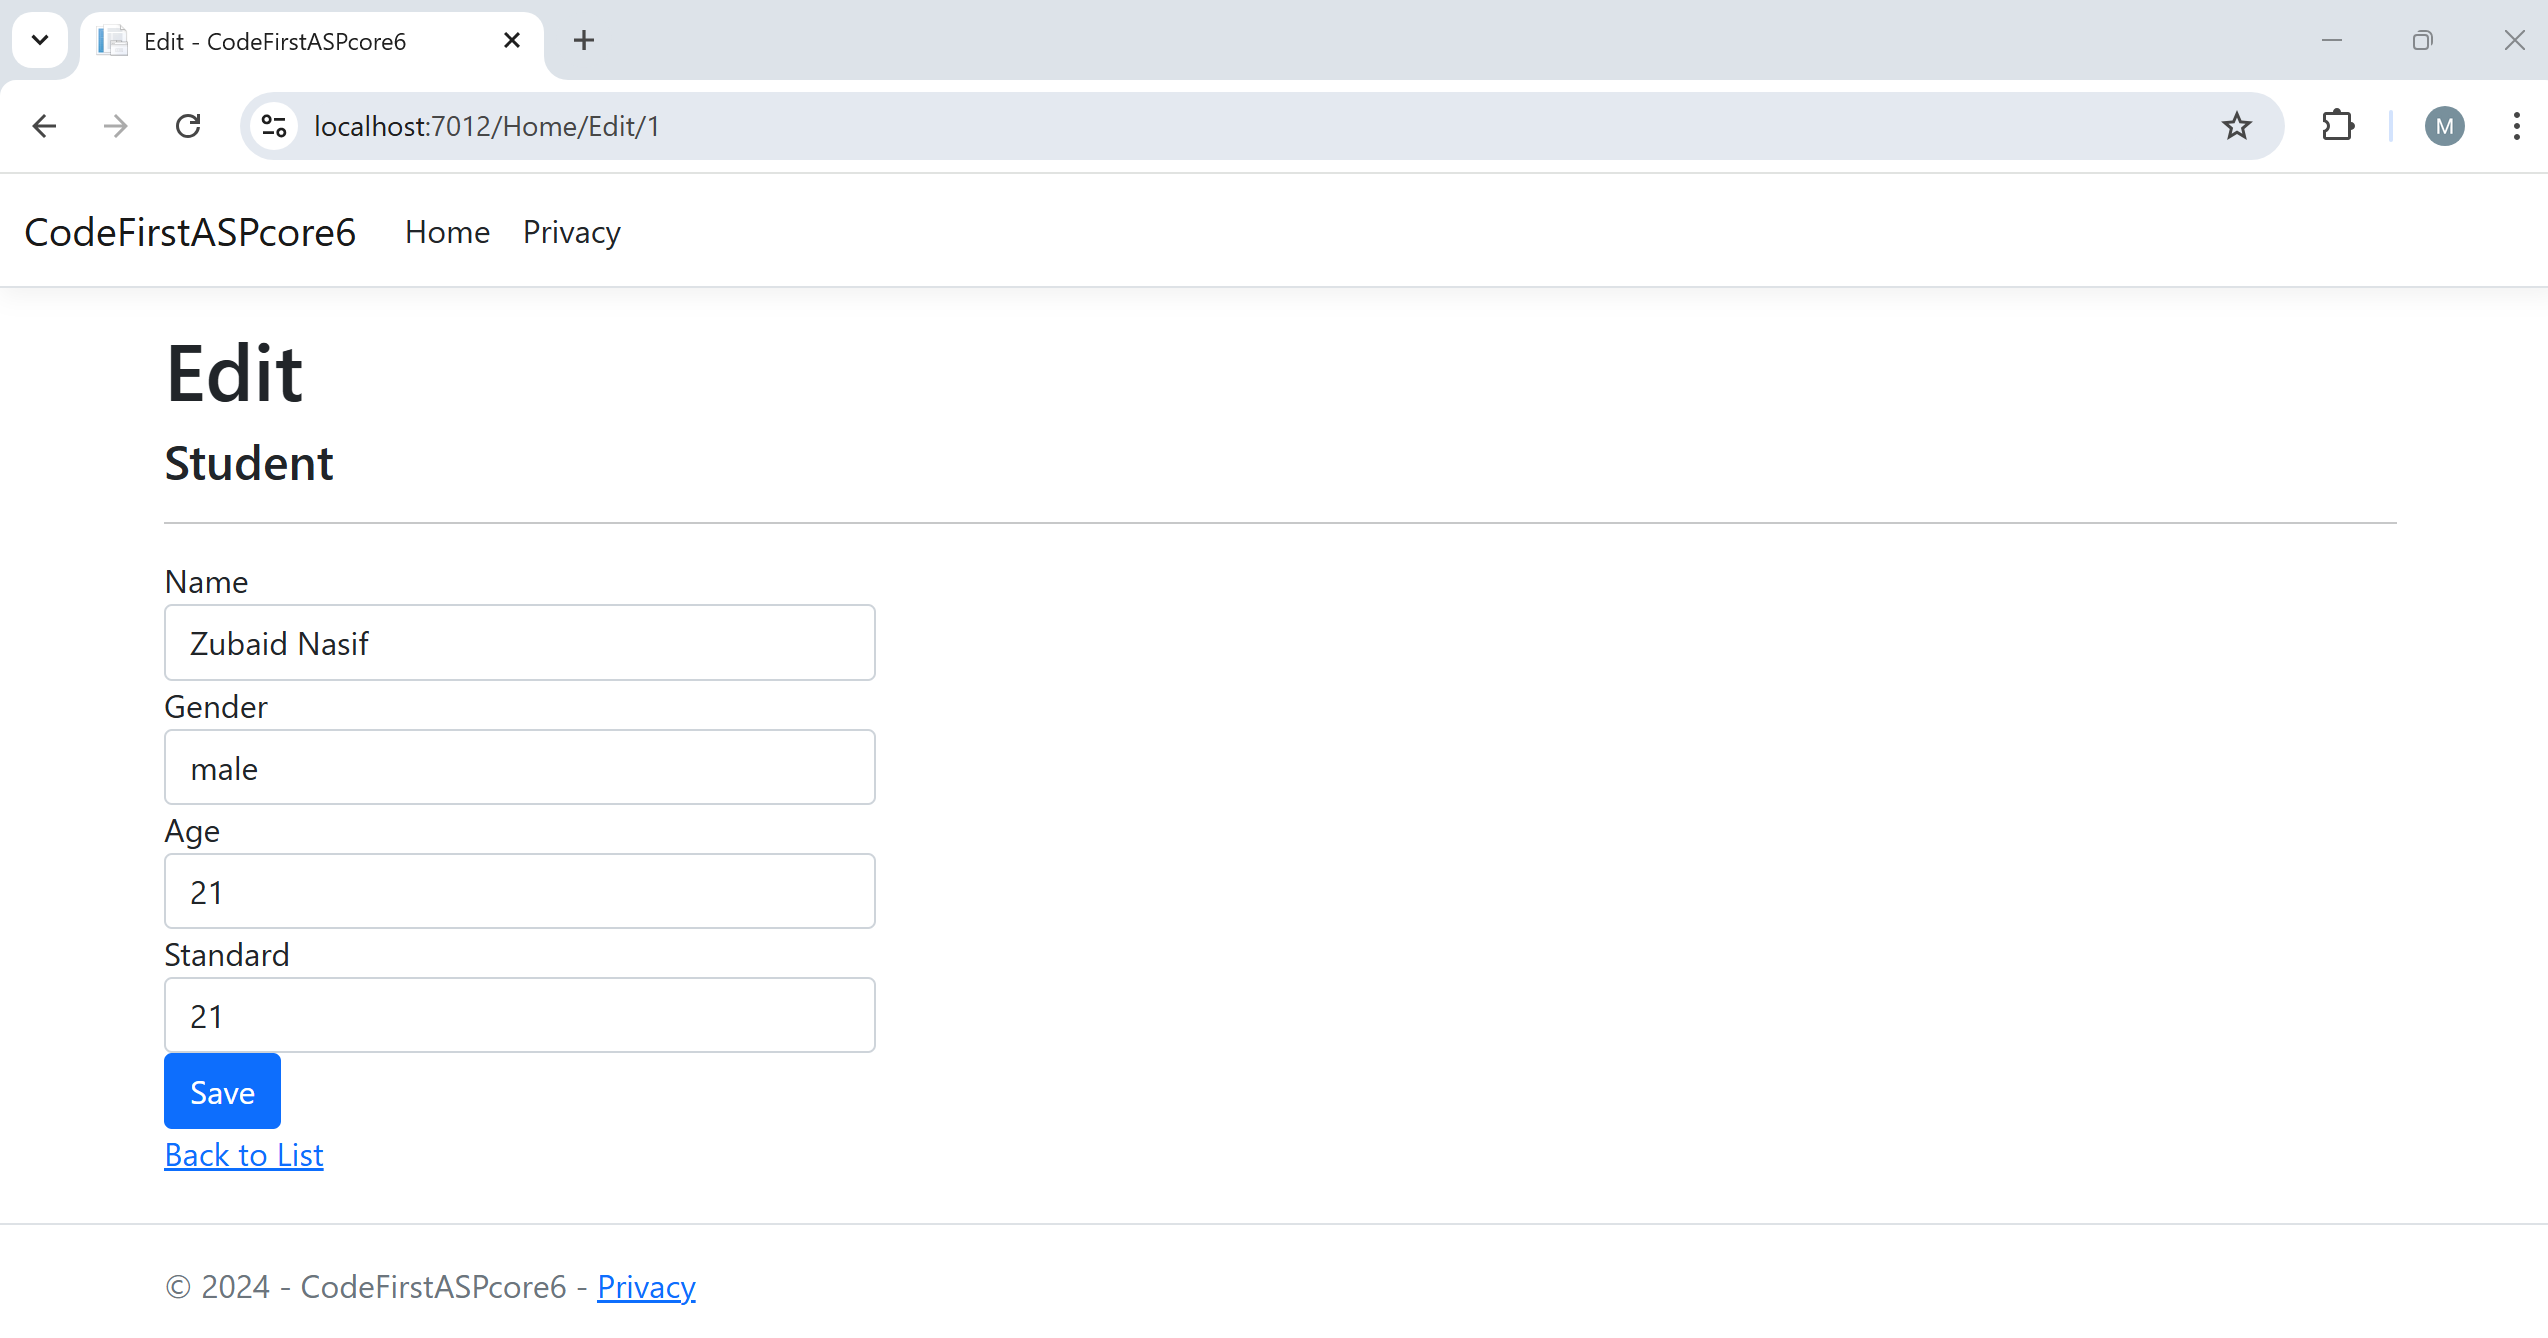 Edit - CodeFirstASPcore6
localhost:7012/Home/Edit/1
M
CodeFirstASPcore6 Home Privacy
Edit
Student
Name
Zubaid Nasif
Gender
male
Age
21
Standard
21
Save
Back to List
© 2024 - CodeFirstASPcore6 - Privacy